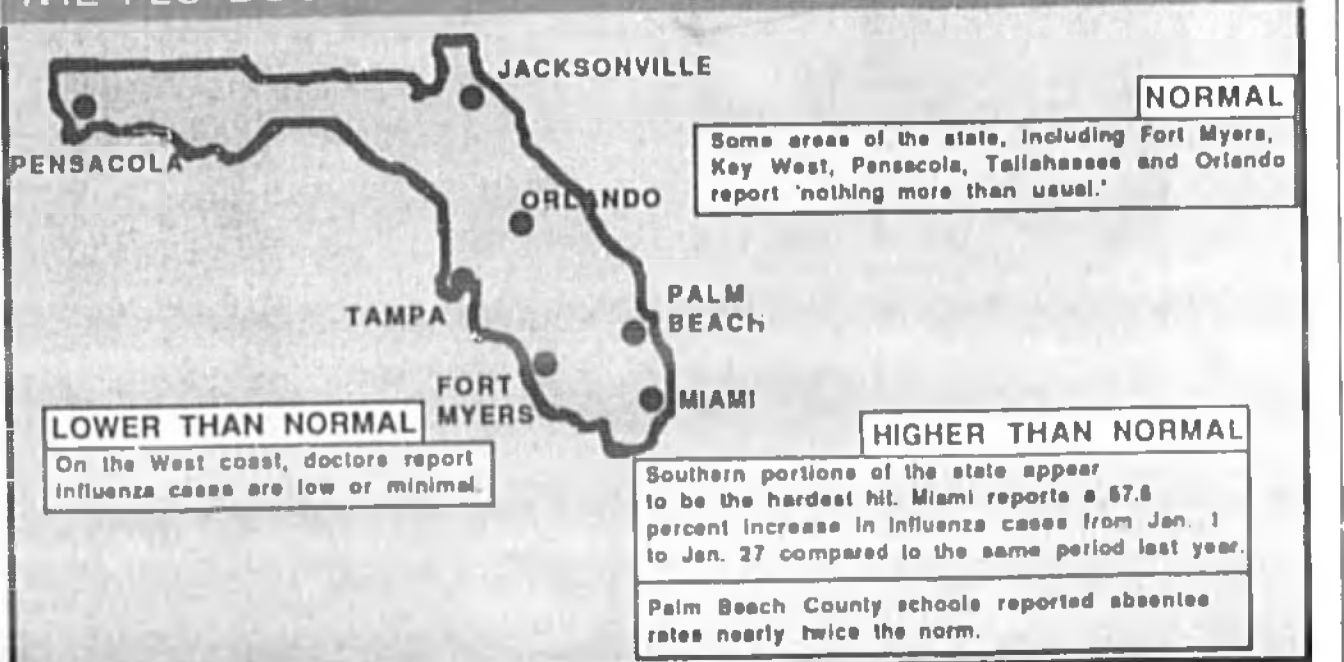 JACKSONVILLE
PENSACOLA
ORLANDO
TAMPA
PALM
BEACH
FORT
MYERS
MIAMI
NORMAL
Some areas of the state, including Fort Myers,
Key West, Pensacola, Tallahassee and Orlando
report 'nothing more than usual.'
LOWER THAN NORMAL
On the West coast, doctors report
influenza cases are low or minimal.
HIGHER THAN NORMAL
Southern portions of the state appear
to be the hardest hit. Miami reports a
percent increase in influenza cases from Jan. 1
to Jan. 27 compared to the same period last year.
Palm Beach County schools reported absentee
rates nearly twice the norm.